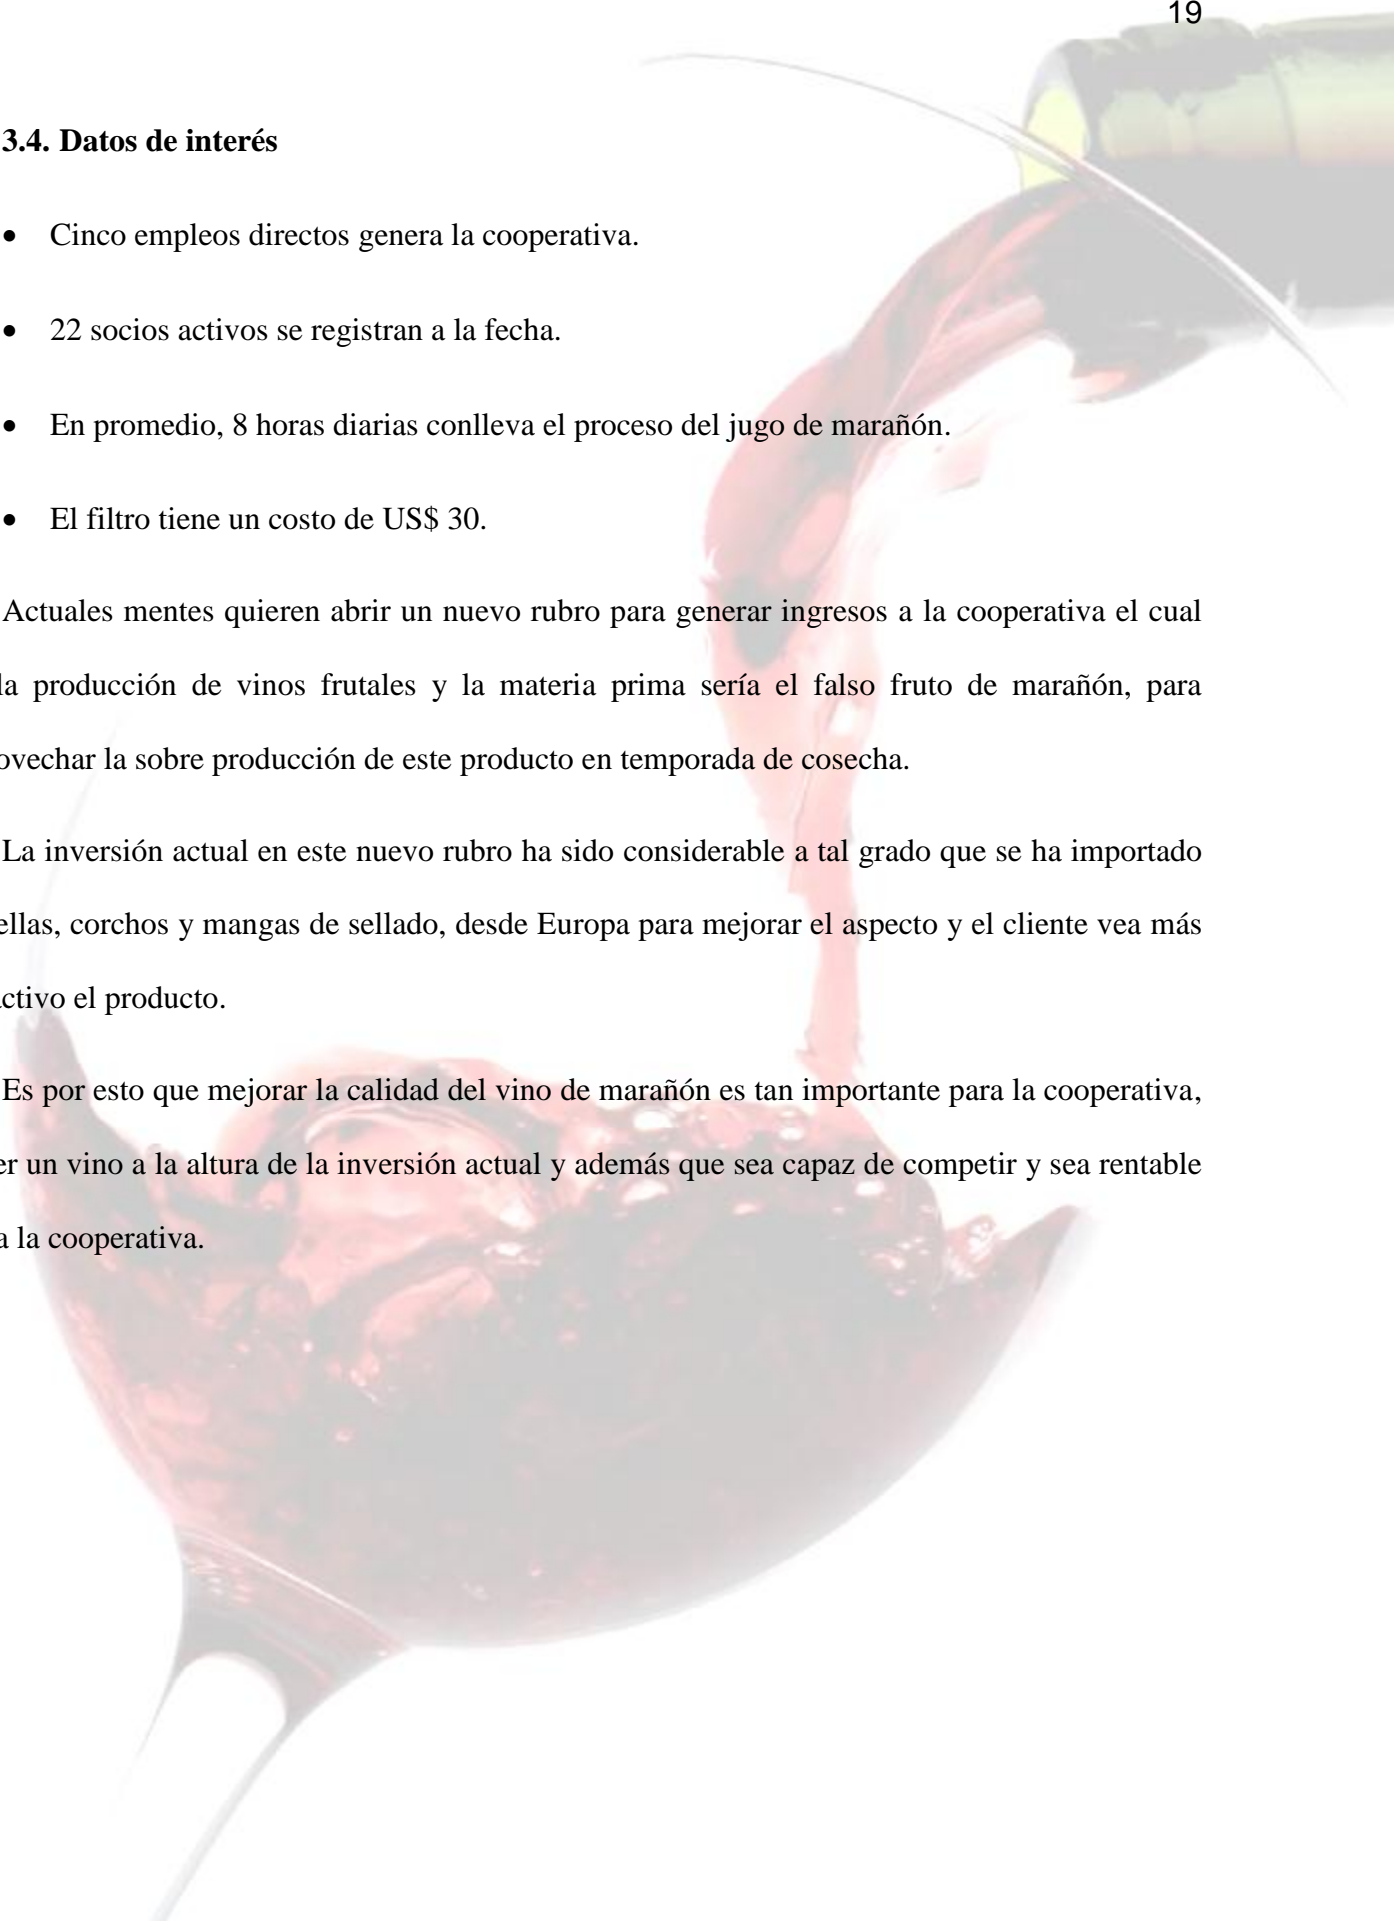 19
3.4. Datos de interés
• Cinco empleos directos genera la cooperativa.
• 22 socios activos se registran a la fecha.
• En promedio, 8 horas diarias conlleva el proceso del jugo de marañón.
• El filtro tiene un costo de US$ 30.
Actuales mentes quieren abrir un nuevo rubro para generar ingresos a la cooperativa el cual
la producción de vinos frutales y la materia prima sería el falso fruto de marañón, para
ovechar la sobre producción de este producto en temporada de cosecha.
La inversión actual en este nuevo rubro ha sido considerable a tal grado que se ha importado
ellas, corchos y mangas de sellado, desde Europa para mejorar el aspecto y el cliente vea más
ctivo el producto.
Es por esto que mejorar la calidad del vino de marañón es tan importante para la cooperativa,
er un vino a la altura de la inversión actual y además que sea capaz de competir y sea rentable
a la cooperativa.